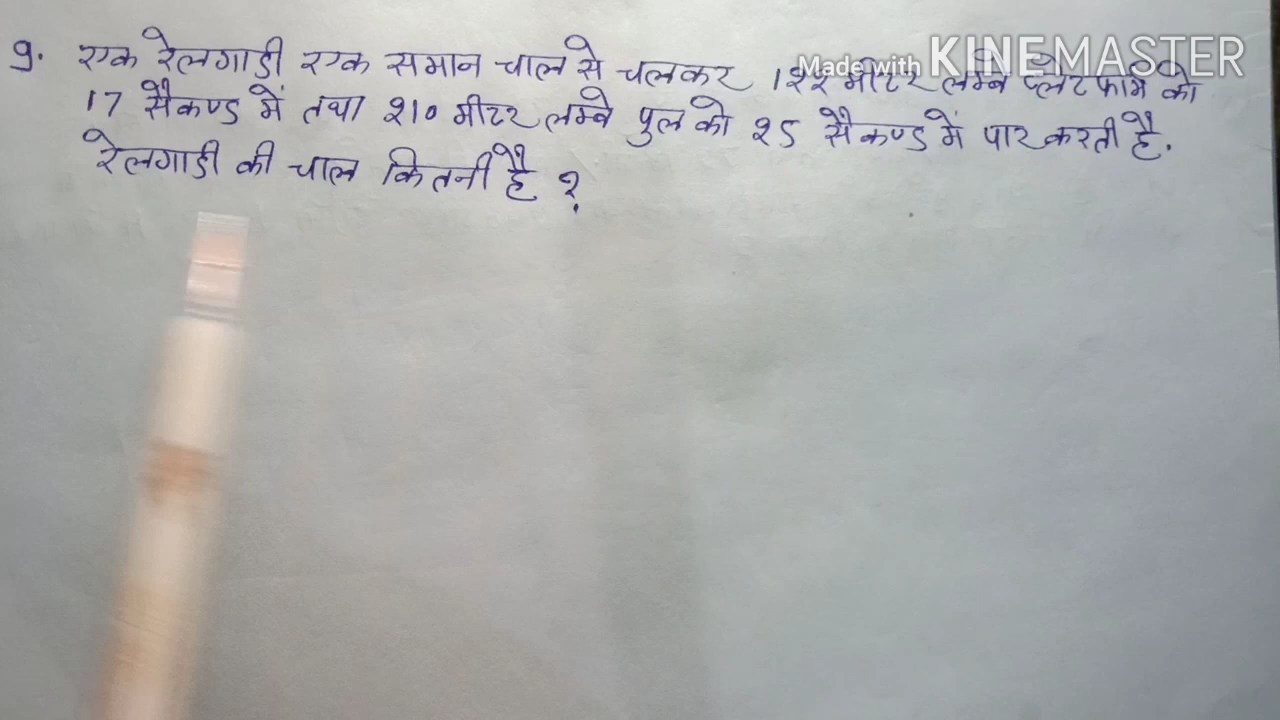 9. एक रेलगाडी एक समान चाल से चलकर 122 मीटर लम्बे प्लेटफार्म को
17 सैकण्ड में तथा 210 मीटर लम्बे पुल को 25 सैकण्ड में पार करती है.
रेलगाडी की चाल कितनी है ?
Made with KINEMASTER